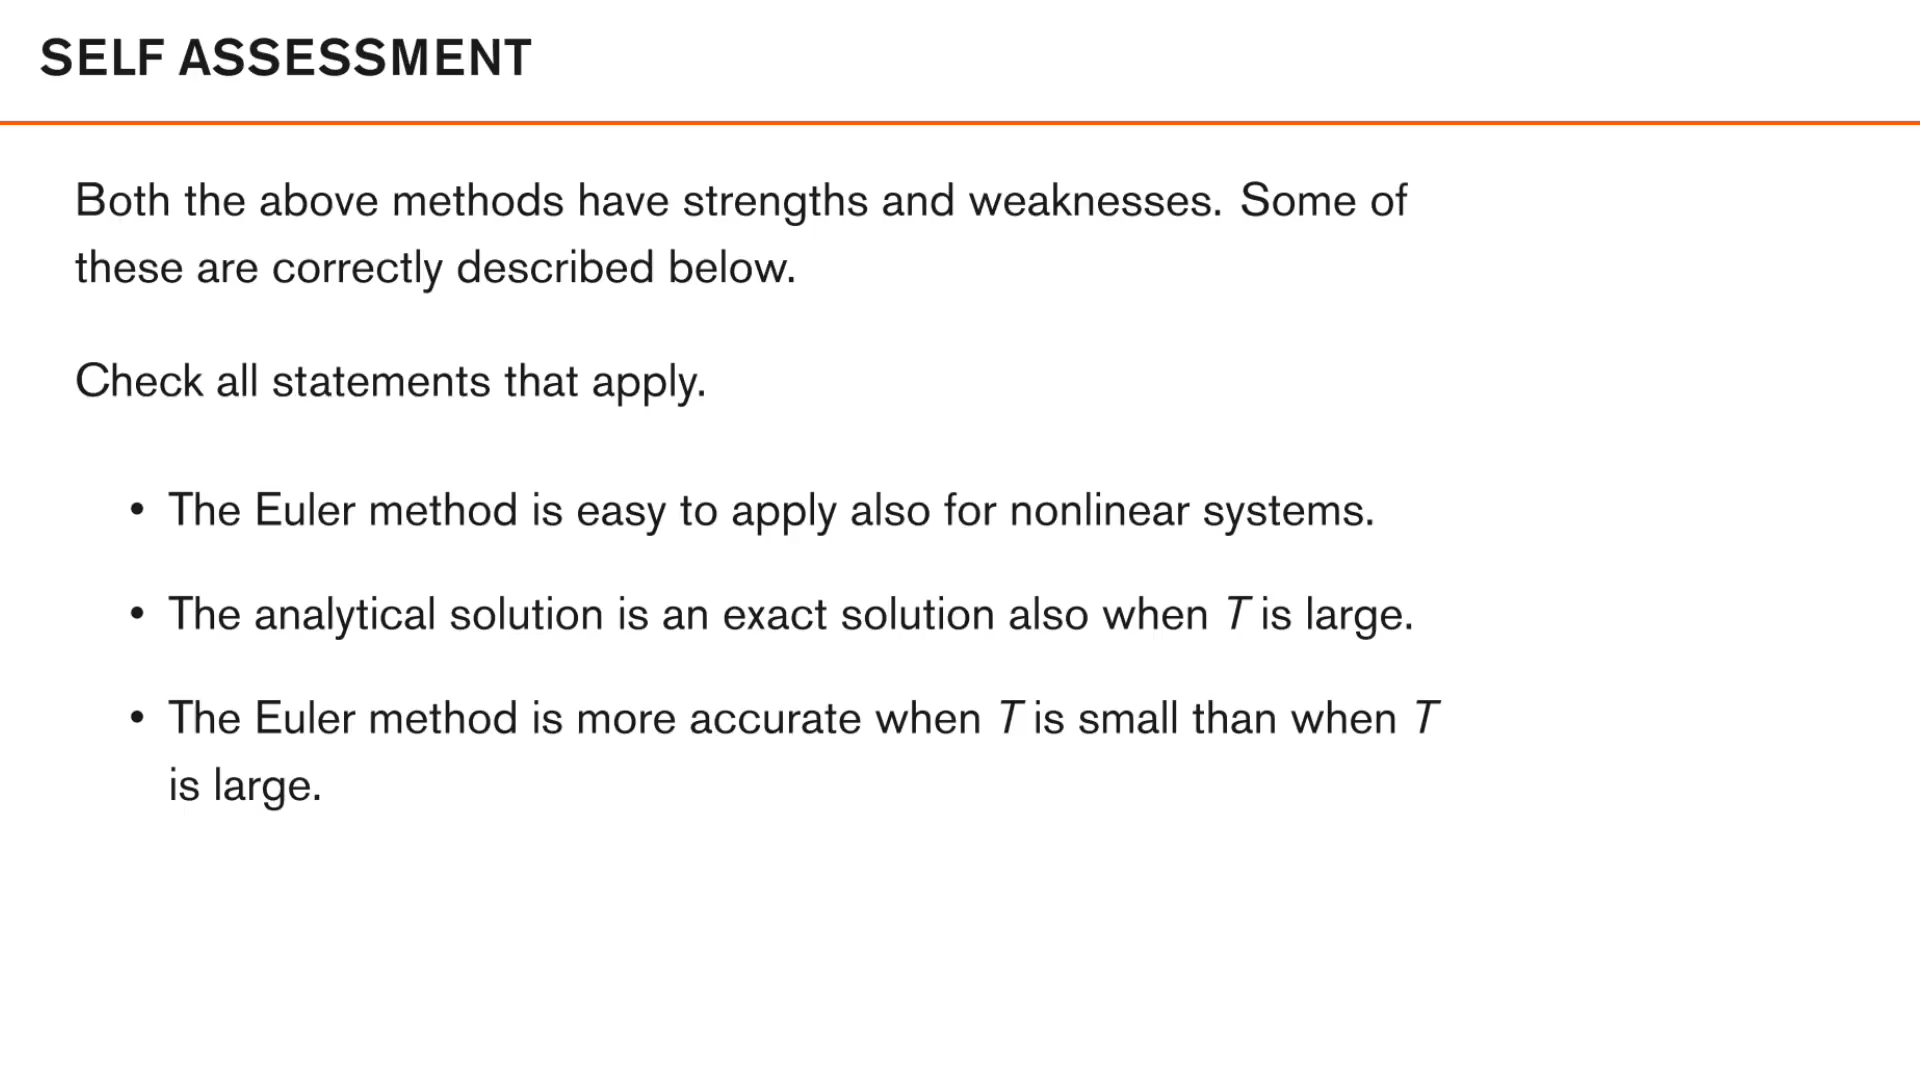 SELF ASSESSMENT
Both the above methods have strengths and weaknesses. Some of
these are correctly described below.
Check all statements that apply.
• The Euler method is easy to apply also for nonlinear systems.
• The analytical solution is an exact solution also when T is large.
• The Euler method is more accurate when T is small than when T
is large.